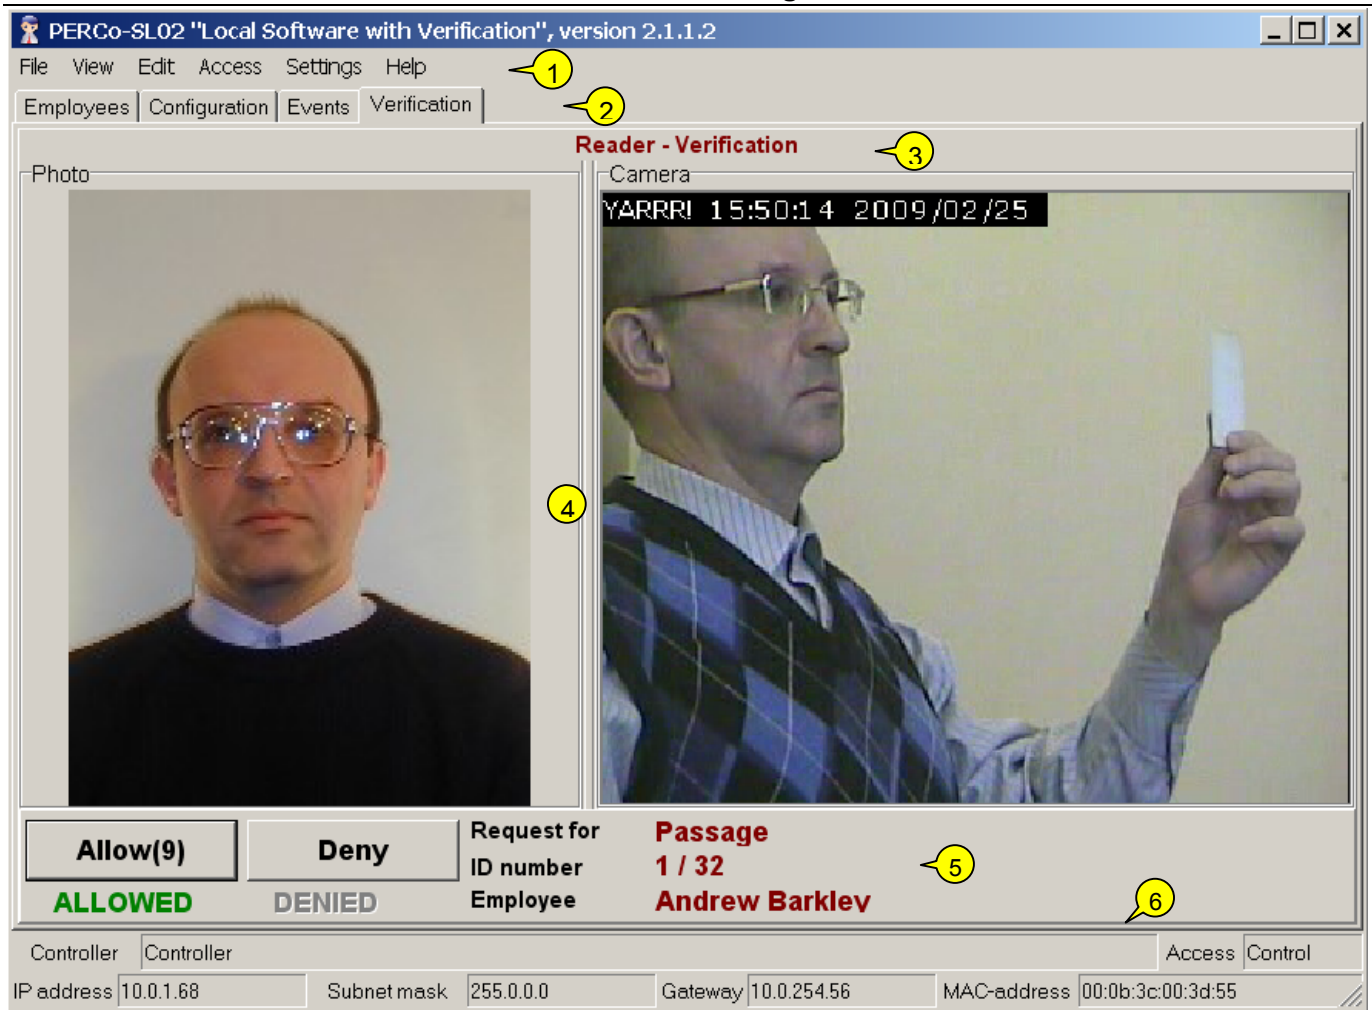 PERCo-SL02 "Local Software with Verification", version 2.1.1.2
File View Edit Access Settings Help
1
Employees Configuration Events Verification
2
Reader - Verification
3
Photo
Camera
YARRR! 15:50:14 2009/02/25
4
Allow(9) Deny
Request for Passage
ID number 1 / 32
5
ALLOWED DENIED
Employee Andrew Barkley
6
Controller Controller
Access Control
IP address 10.0.1.68 Subnet mask 255.0.0.0 Gateway 10.0.254.56 MAC-address 00:0b:3c:00:3d:55